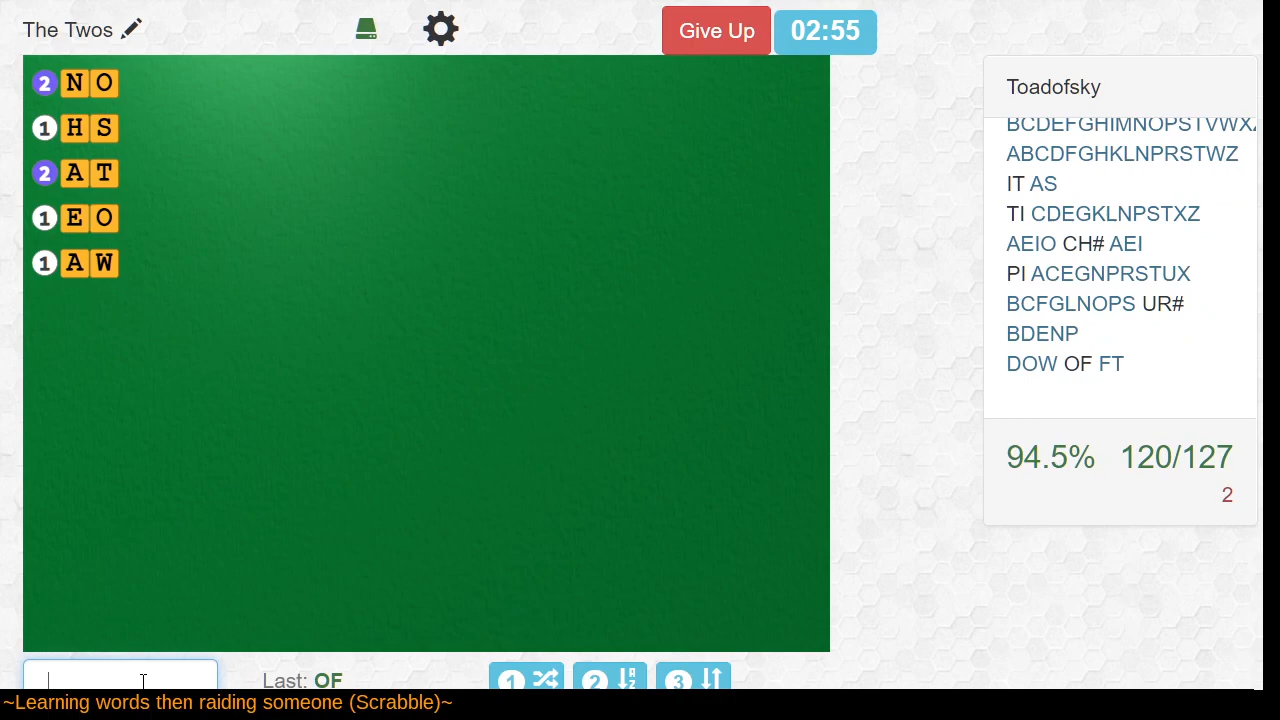 The Twos
Give Up
02:55
2 N O
1 H S
2 A T
1 E O
1 A W
Toadofsky
BCDEFGHIMNOPSTVWXZ
ABCDFGHKLNPRSTWZ
IT AS
TI CDEGKLNPSTXZ
AEIO CH# AEI
PI ACEGNPRSTUX
BCFGLNOPS UR#
BDENP
DOW OF FT
94.5% 120/127
2
Last: OF
1
2
3
~Learning words then raiding someone (Scrabble)~